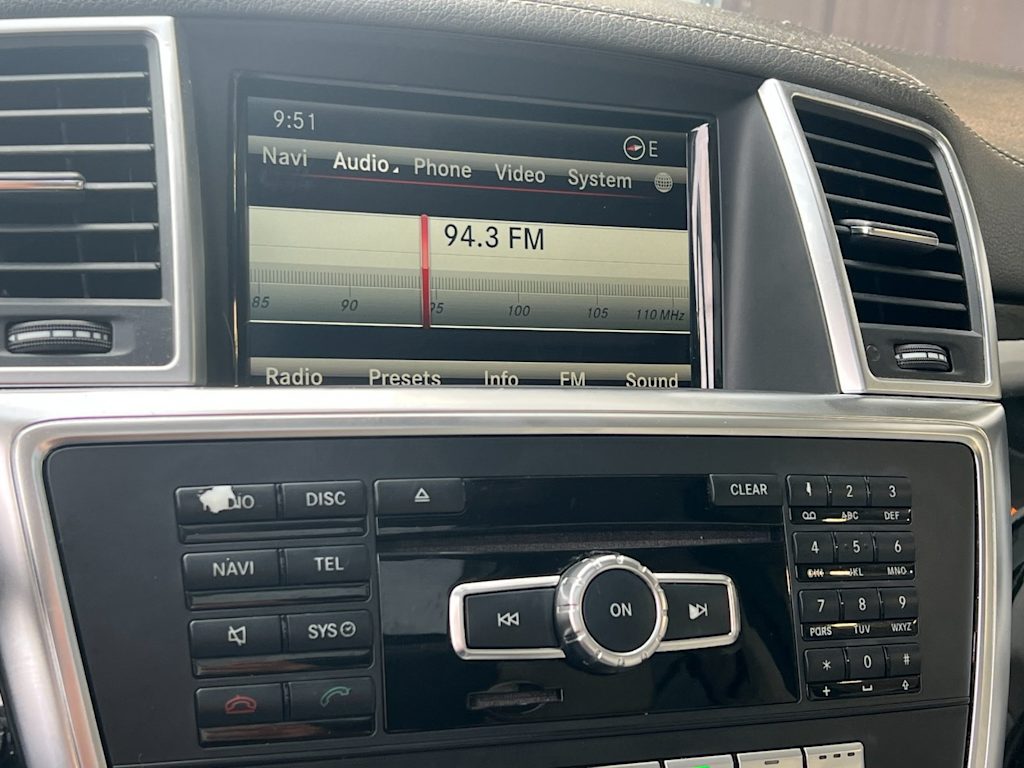 9:51
E
Navi Audio Phone Video System
94.3 FM
85 90 95 100 105 110 MHz
Radio Presets Info FM Sound
DISC
NAVI TEL
SYS
CLEAR
ON
1 2 3
ABC DEF
4 5 6
MNO
7 8 9
PQRS TUV WXYZ
* 0 #
+